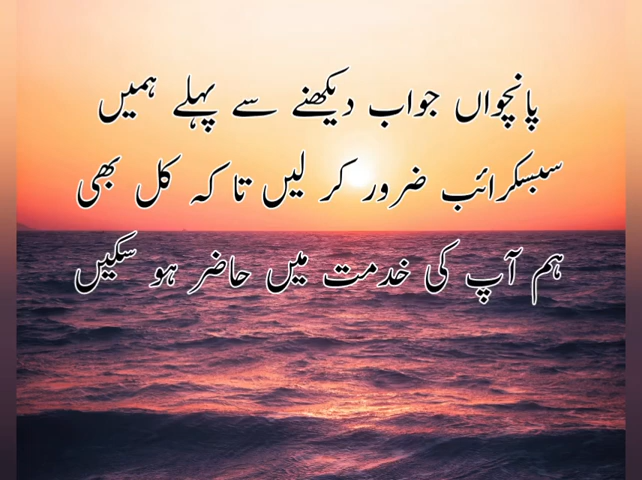 پانچواں جواب دیکھنے سے پہلے ہمیں
سبسکرائب ضرور کر لیں تا کہ کل بھی
ہم آپ کی خدمت میں حاضر ہو سکیں